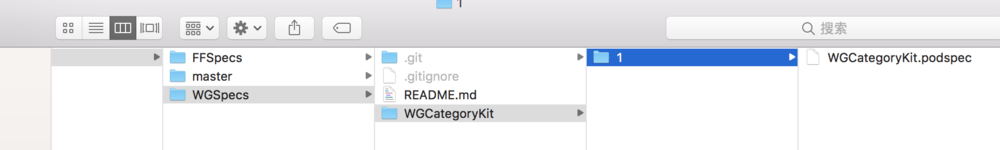 1
搜索
FFSpecs
master
WGSpecs
.git
.gitignore
README.md
WGCategoryKit
1
WGCategoryKit.podspec